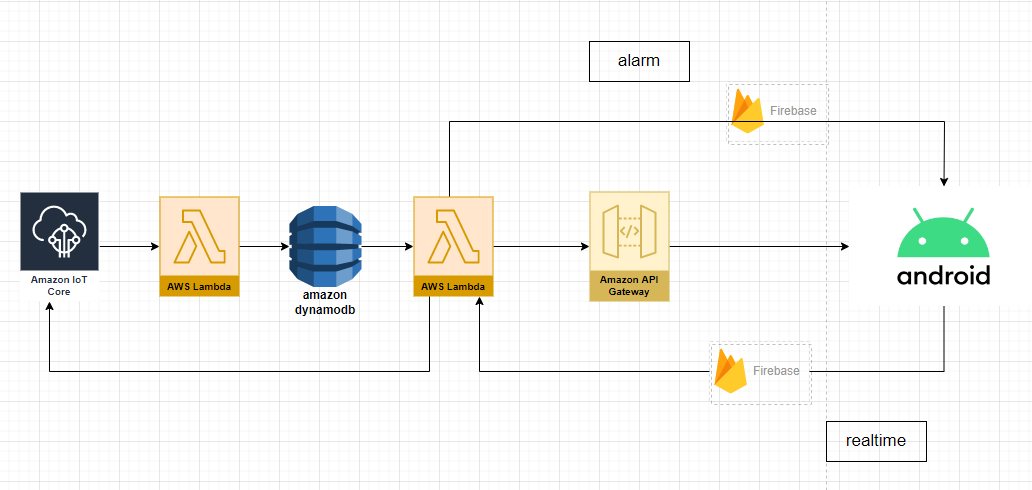 alarm
Firebase
Amazon IoT
Core
AWS Lambda
amazon
dynamodb
AWS Lambda
</>
Amazon API
Gateway
android
Firebase
realtime